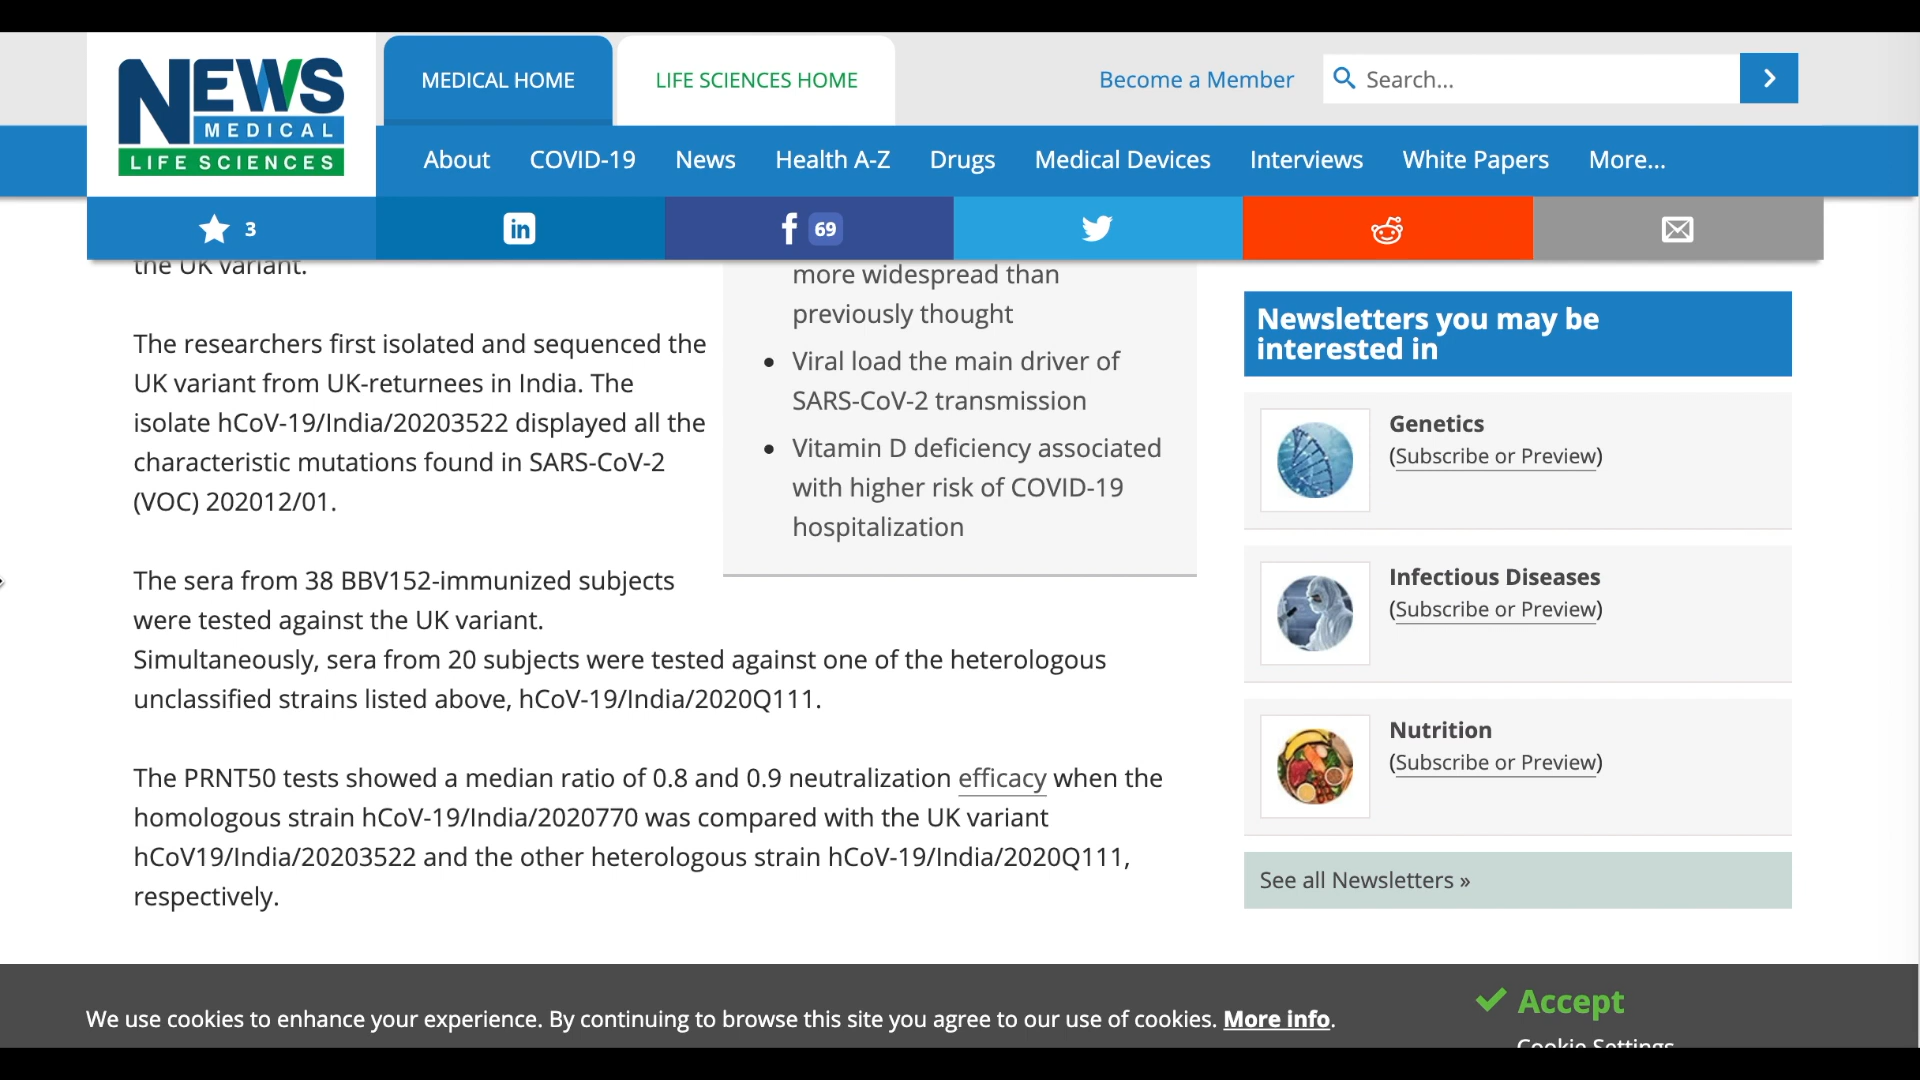 NEWS
MEDICAL
LIFE SCIENCES
MEDICAL HOME
LIFE SCIENCES HOME
Become a Member
Search...
About
COVID-19
News
Health A-Z
Drugs
Medical Devices
Interviews
White Papers
More...
3
in
f 69
the UK variant.
The researchers first isolated and sequenced the
UK variant from UK-returnees in India. The
isolate hCoV-19/India/20203522 displayed all the
characteristic mutations found in SARS-CoV-2
(VOC) 202012/01.
The sera from 38 BBV152-immunized subjects
were tested against the UK variant.
Simultaneously, sera from 20 subjects were tested against one of the heterologous
unclassified strains listed above, hCoV-19/India/2020Q111.
The PRNT50 tests showed a median ratio of 0.8 and 0.9 neutralization efficacy when the
homologous strain hCoV-19/India/2020770 was compared with the UK variant
hCoV19/India/20203522 and the other heterologous strain hCoV-19/India/2020Q111,
respectively.
more widespread than
previously thought
• Viral load the main driver of
SARS-CoV-2 transmission
• Vitamin D deficiency associated
with higher risk of COVID-19
hospitalization
Newsletters you may be
interested in
Genetics
(Subscribe or Preview)
Infectious Diseases
(Subscribe or Preview)
Nutrition
(Subscribe or Preview)
See all Newsletters »
We use cookies to enhance your experience. By continuing to browse this site you agree to our use of cookies. More info.
Accept
Cookie Settings